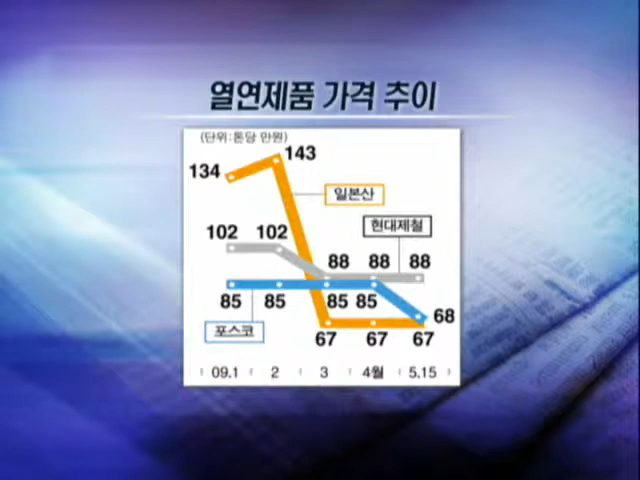 열연제품 가격 추이
(단위:톤당 만원)
134 143
일본산
현대제철
102 102 88 88 88
85 85 85 85 68
포스코
67 67 67
09.1 2 3 4월 5.15